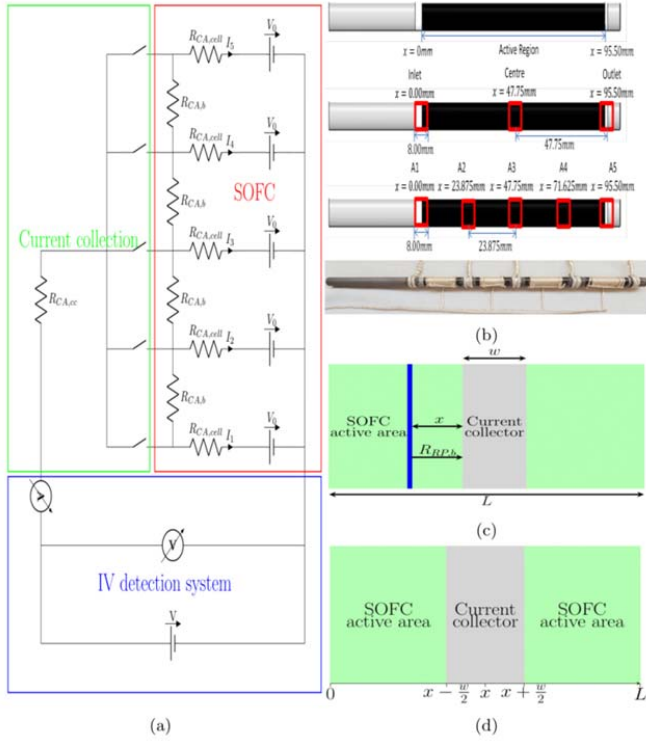 R_{CA,cell} I_5
V_0
R_{CA,b}
R_{CA,cell} I_4
V_0
SOFC
R_{CA,b}
Current collection
R_{CA,cell} I_3
V_0
R_{CA,cc}
R_{CA,b}
R_{CA,cell} I_2
V_0
R_{CA,b}
R_{CA,cell} I_1
V_0
A
V
IV detection system
V
(a)
x = 0mm
Active Region
x = 95.50mm
Inlet
Centre
Outlet
x = 0.00mm
x = 47.75mm
x = 95.50mm
8.00mm
47.75mm
A1 A2 A3 A4 A5
x = 0.00mm x = 23.875mm x = 47.75mm x = 71.625mm x = 95.50mm
8.00mm
23.875mm
(b)
w
SOFC
active area
x
Current
collector
R_{RP,b}
L
(c)
SOFC
active area
Current
collector
SOFC
active area
0 x − w/2 x x + w/2 L
(d)